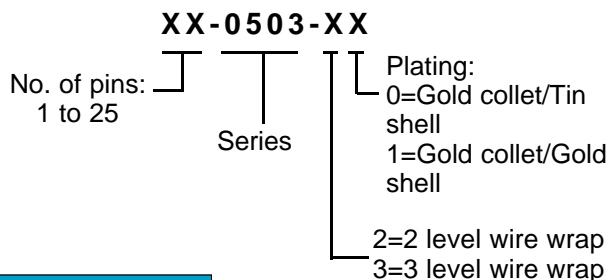 XX-0503-XX
No. of pins:
1 to 25
Series
Plating:
0=Gold collet/Tin
shell
1=Gold collet/Gold
shell
2=2 level wire wrap
3=3 level wire wrap